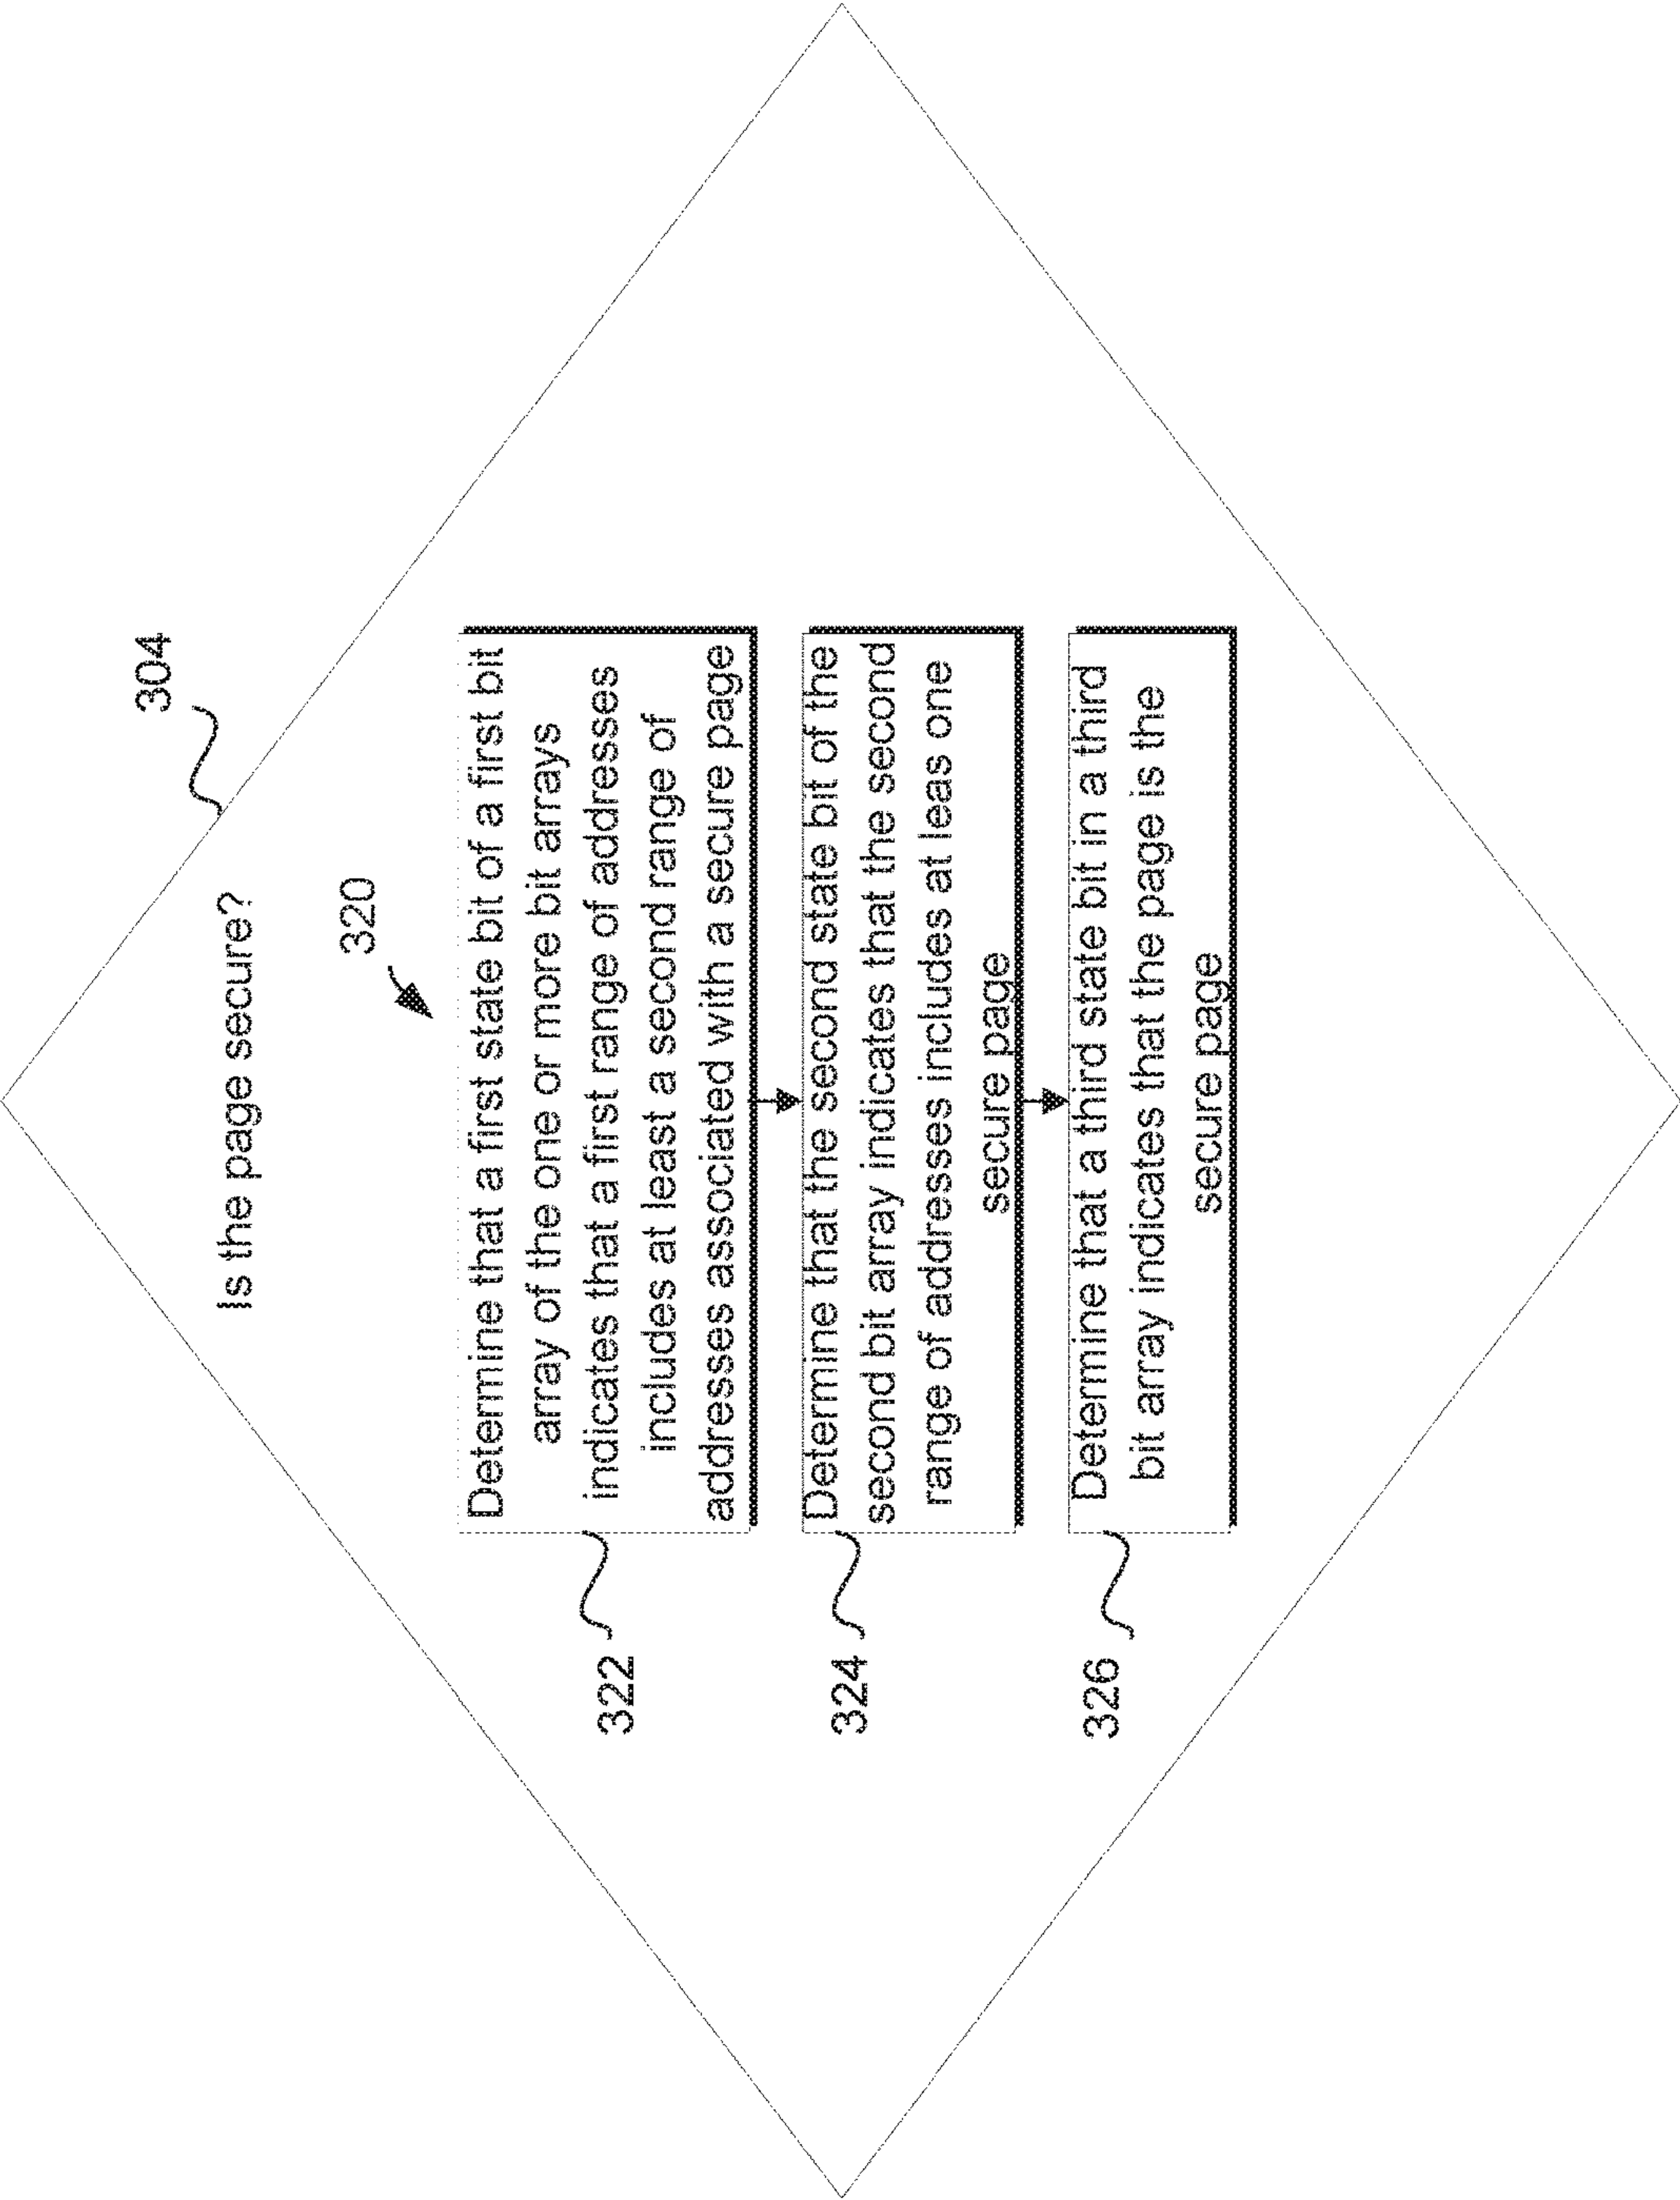 304
Is the page secure?
320
Determine that a first state bit of a first bit
array of the one or more bit arrays
indicates that a first range of addresses
includes at least a second range of
addresses associated with a secure page
322
Determine that the second state bit of the
second bit array indicates that the second
range of addresses includes at leas one
secure page
324
Determine that a third state bit in a third
bit array indicates that the page is the
secure page
326